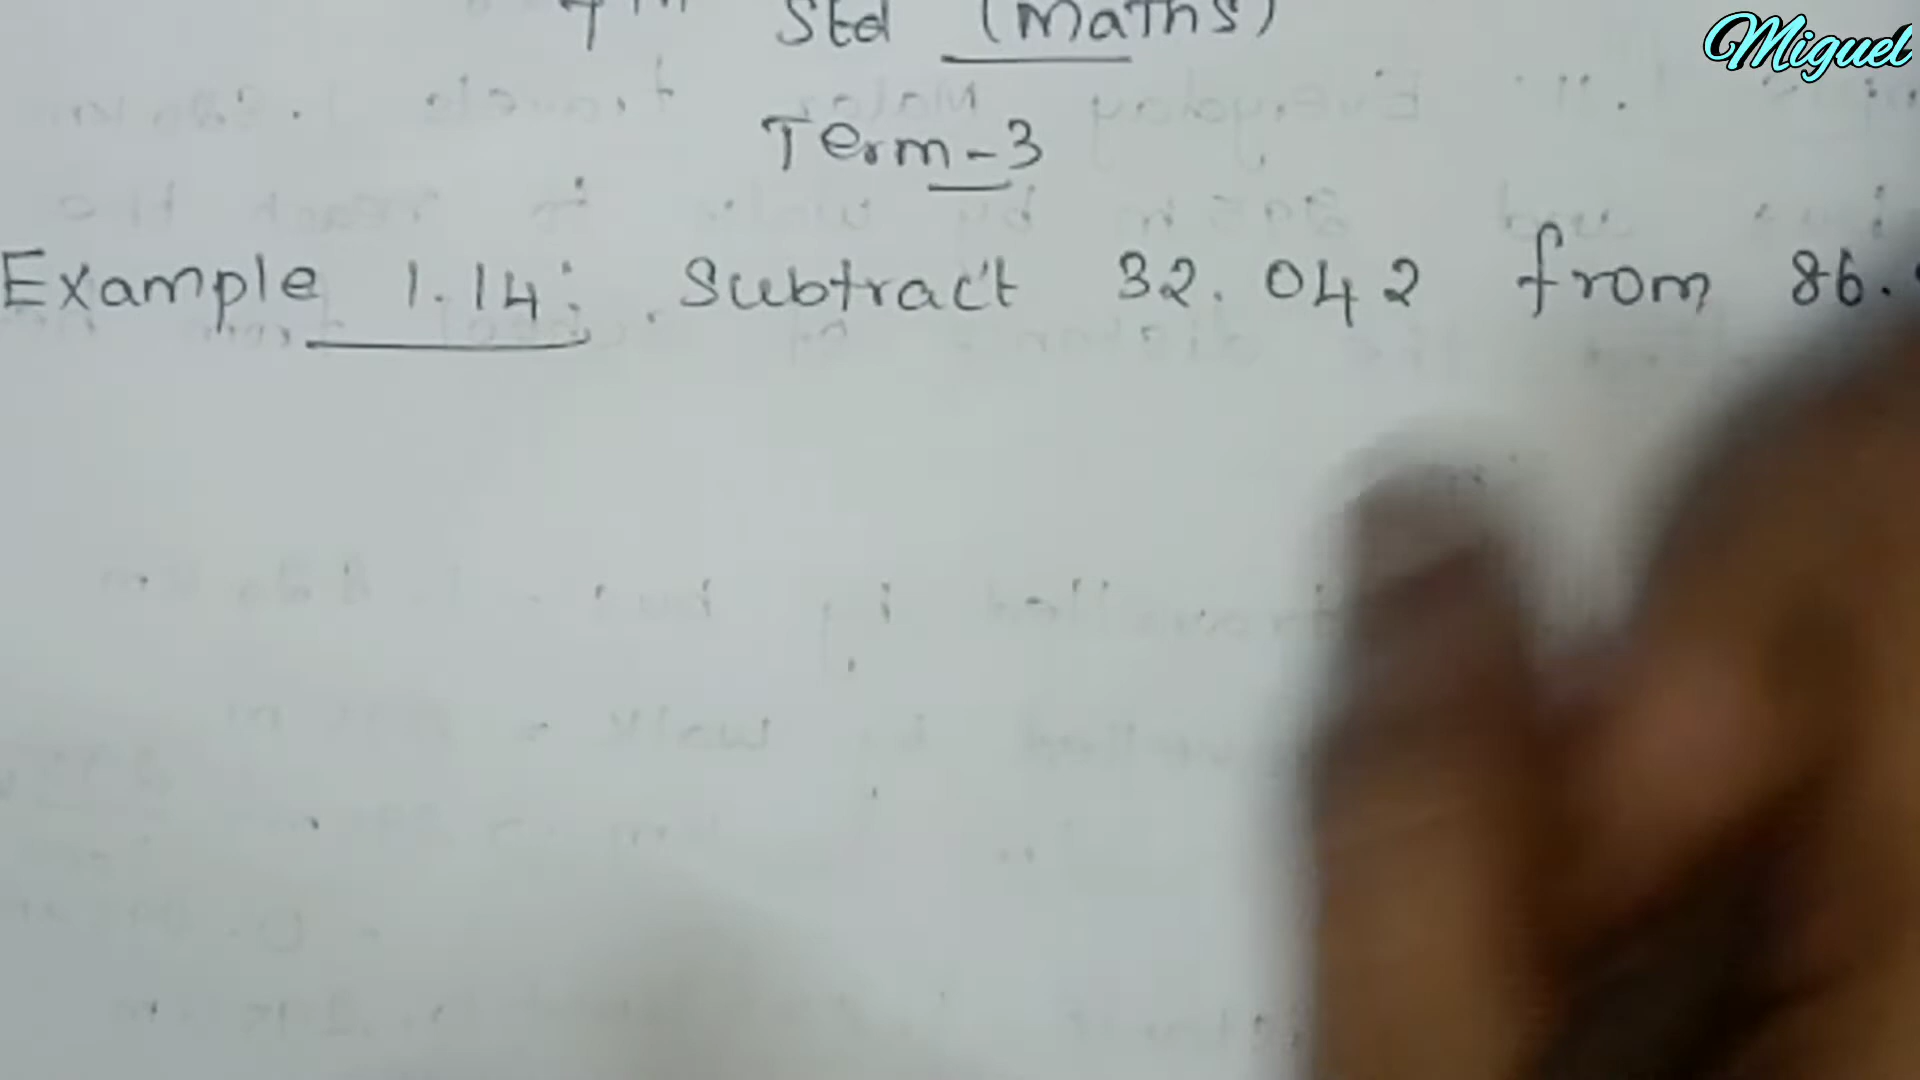 Miguel
Std (Maths)
Term-3
Example 1.14: Subtract 32.042 from 86.